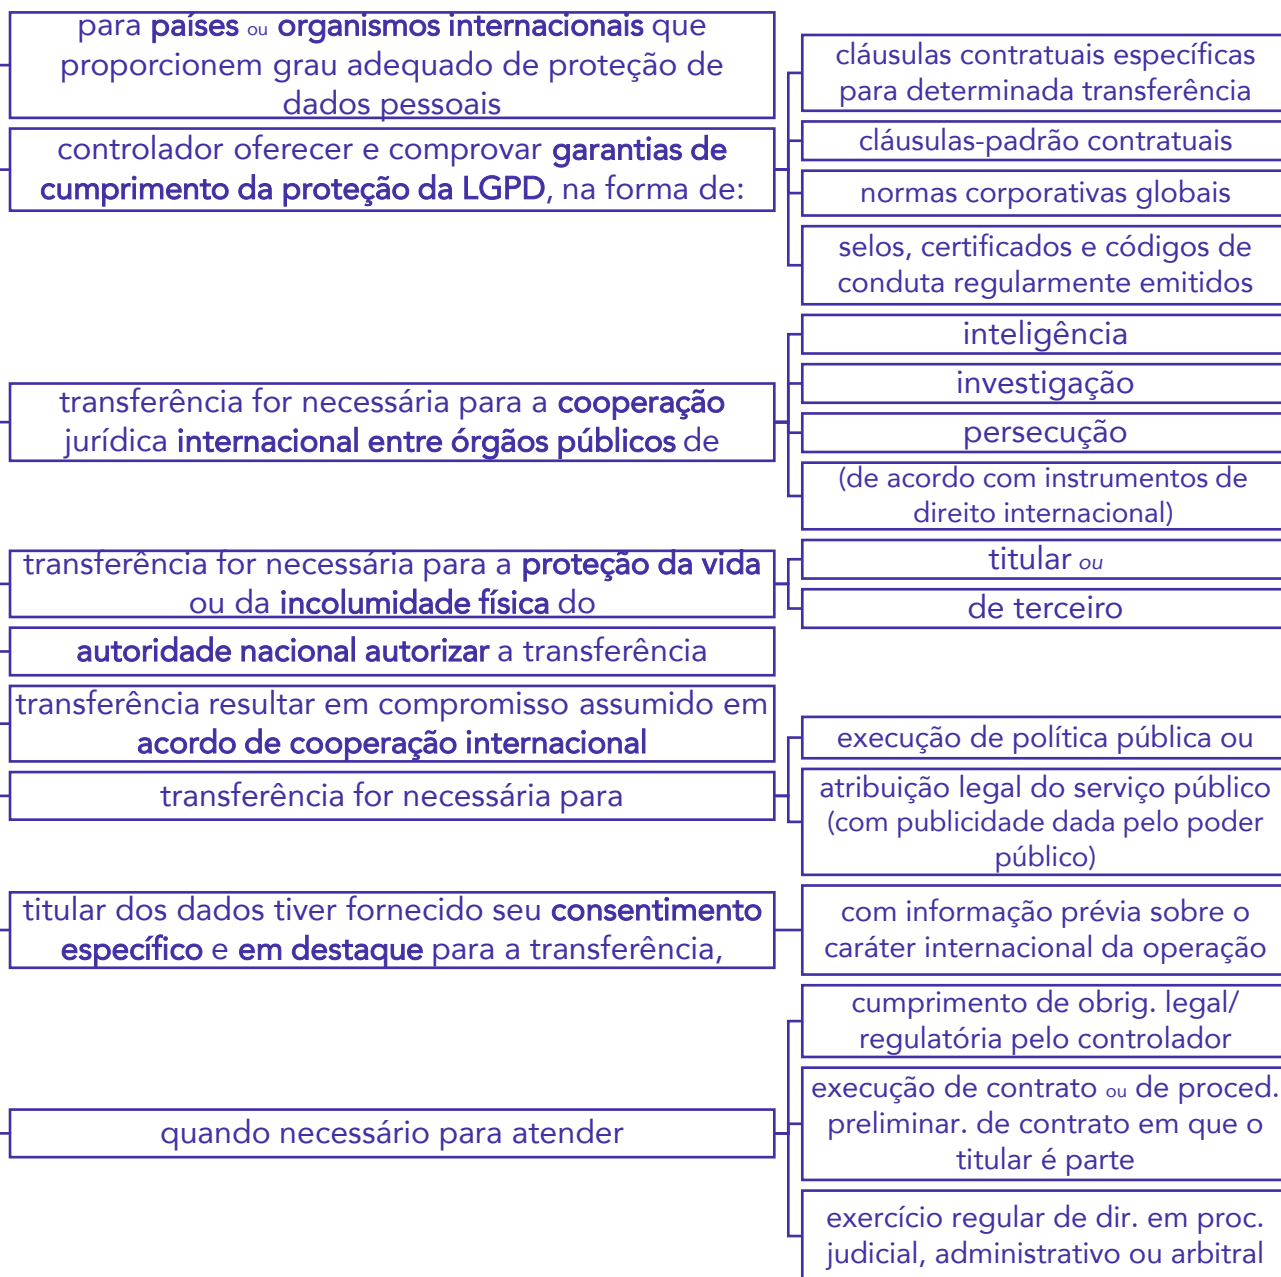 para países ou organismos internacionais que
proporcionem grau adequado de proteção de
dados pessoais
controlador oferecer e comprovar garantias de
cumprimento da proteção da LGPD, na forma de:
cláusulas contratuais específicas
para determinada transferência
cláusulas-padrão contratuais
normas corporativas globais
selos, certificados e códigos de
conduta regularmente emitidos
transferência for necessária para a cooperação
jurídica internacional entre órgãos públicos de
inteligência
investigação
persecução
(de acordo com instrumentos de
direito internacional)
transferência for necessária para a proteção da vida
ou da incolumidade física do
titular ou
de terceiro
autoridade nacional autorizar a transferência
transferência resultar em compromisso assumido em
acordo de cooperação internacional
transferência for necessária para
execução de política pública ou
atribuição legal do serviço público
(com publicidade dada pelo poder
público)
titular dos dados tiver fornecido seu consentimento
específico e em destaque para a transferência,
com informação prévia sobre o
caráter internacional da operação
quando necessário para atender
cumprimento de obrig. legal/
regulatória pelo controlador
execução de contrato ou de proced.
preliminar. de contrato em que o
titular é parte
exercício regular de dir. em proc.
judicial, administrativo ou arbitral